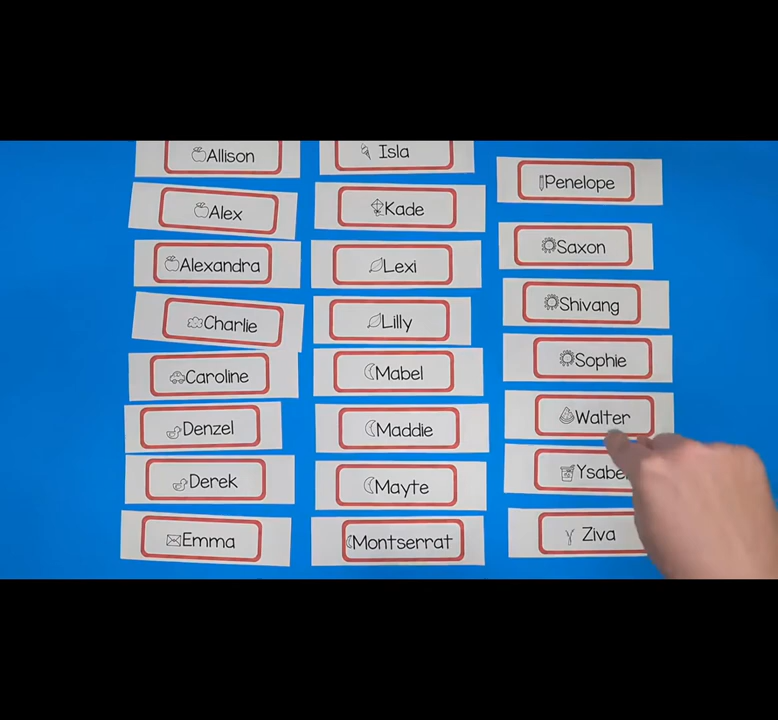 Allison
Alex
Alexandra
Charlie
Caroline
Denzel
Derek
Emma
Isla
Kade
Lexi
Lilly
Mabel
Maddie
Mayte
Montserrat
Penelope
Saxon
Shivang
Sophie
Walter
Ysabel
Ziva